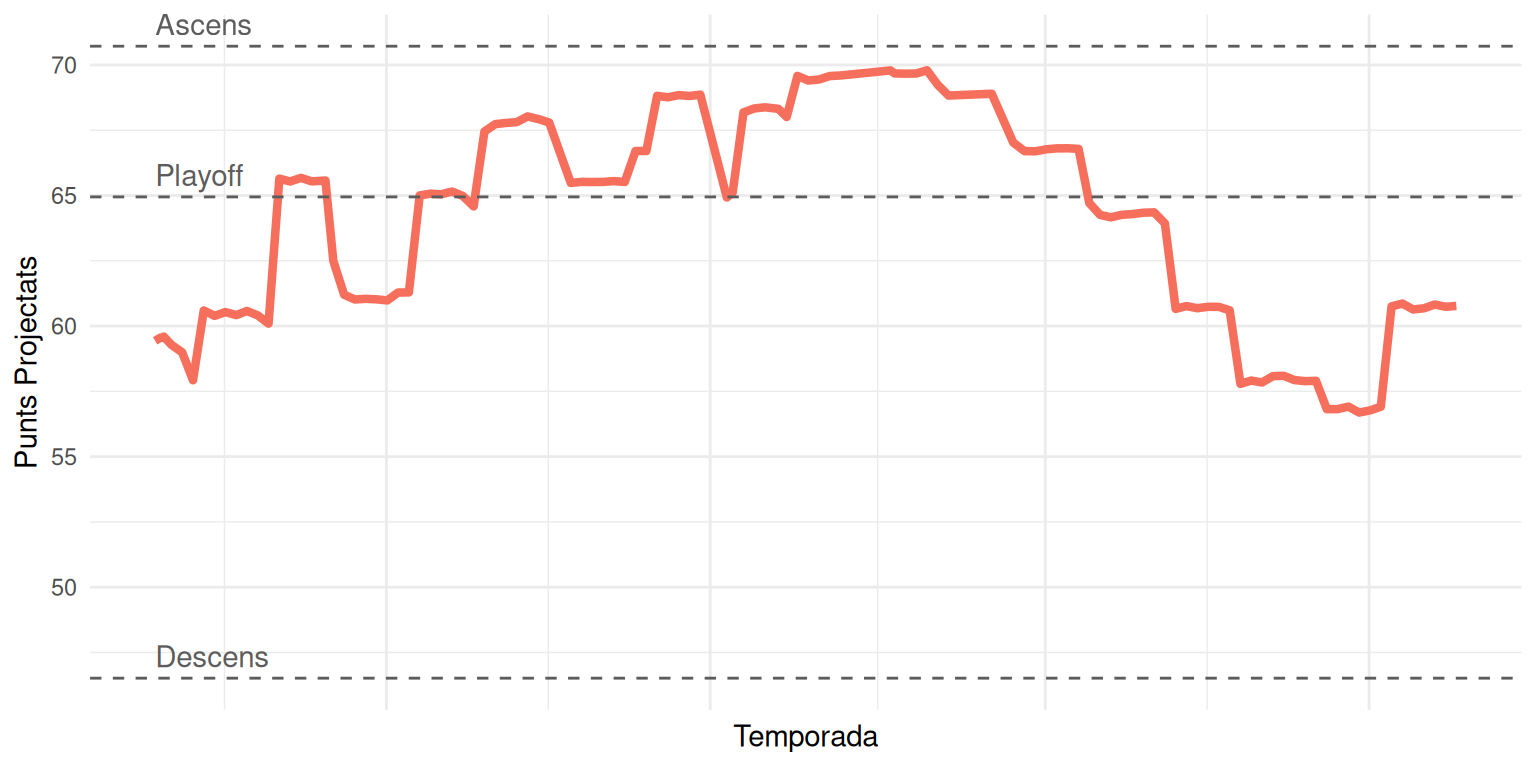 Ascens
70
Playoff
65
60
55
50
Descens
Punts Projectats
Temporada